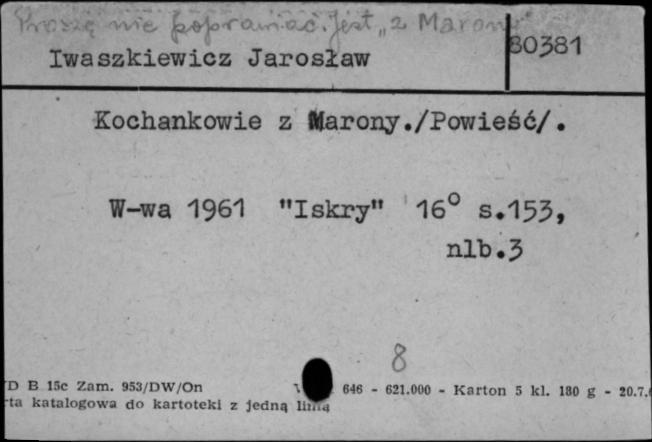 Proszę nie poprawiać. Jest „z Marony"
80381
Iwaszkiewicz Jarosław
Kochankowie z Marony./Powieść/.
W-wa 1961 "Iskry" 16° s.153,
nlb.3
8
D B 15c Zam. 953/DW/On 646 - 621.000 - Karton 5 kl. 180 g - 20.7.
rta katalogowa do kartoteki z jedną linią